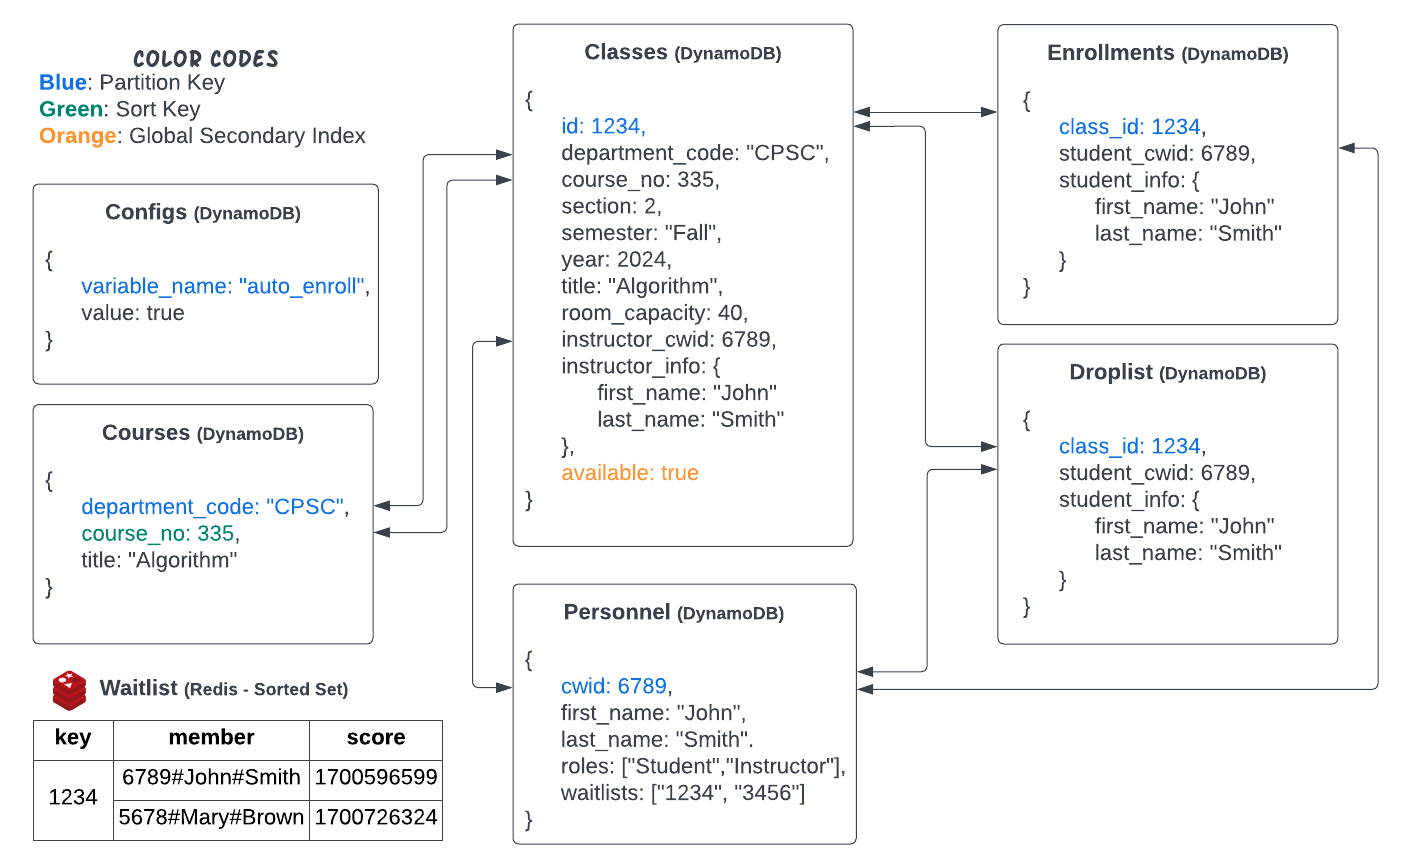 COLOR CODES
Blue: Partition Key
Green: Sort Key
Orange: Global Secondary Index
Configs (DynamoDB)
{
variable_name: "auto_enroll",
value: true
}
Courses (DynamoDB)
{
department_code: "CPSC",
course_no: 335,
title: "Algorithm"
}
Waitlist (Redis - Sorted Set)
key member score
1234
6789#John#Smith 1700596599
5678#Mary#Brown 1700726324
Classes (DynamoDB)
{
id: 1234,
department_code: "CPSC",
course_no: 335,
section: 2,
semester: "Fall",
year: 2024,
title: "Algorithm",
room_capacity: 40,
instructor_cwid: 6789,
instructor_info: {
first_name: "John"
last_name: "Smith"
},
available: true
}
Personnel (DynamoDB)
{
cwid: 6789,
first_name: "John",
last_name: "Smith".
roles: ["Student","Instructor"],
waitlists: ["1234", "3456"]
}
Enrollments (DynamoDB)
{
class_id: 1234,
student_cwid: 6789,
student_info: {
first_name: "John"
last_name: "Smith"
}
}
Droplist (DynamoDB)
{
class_id: 1234,
student_cwid: 6789,
student_info: {
first_name: "John"
last_name: "Smith"
}
}